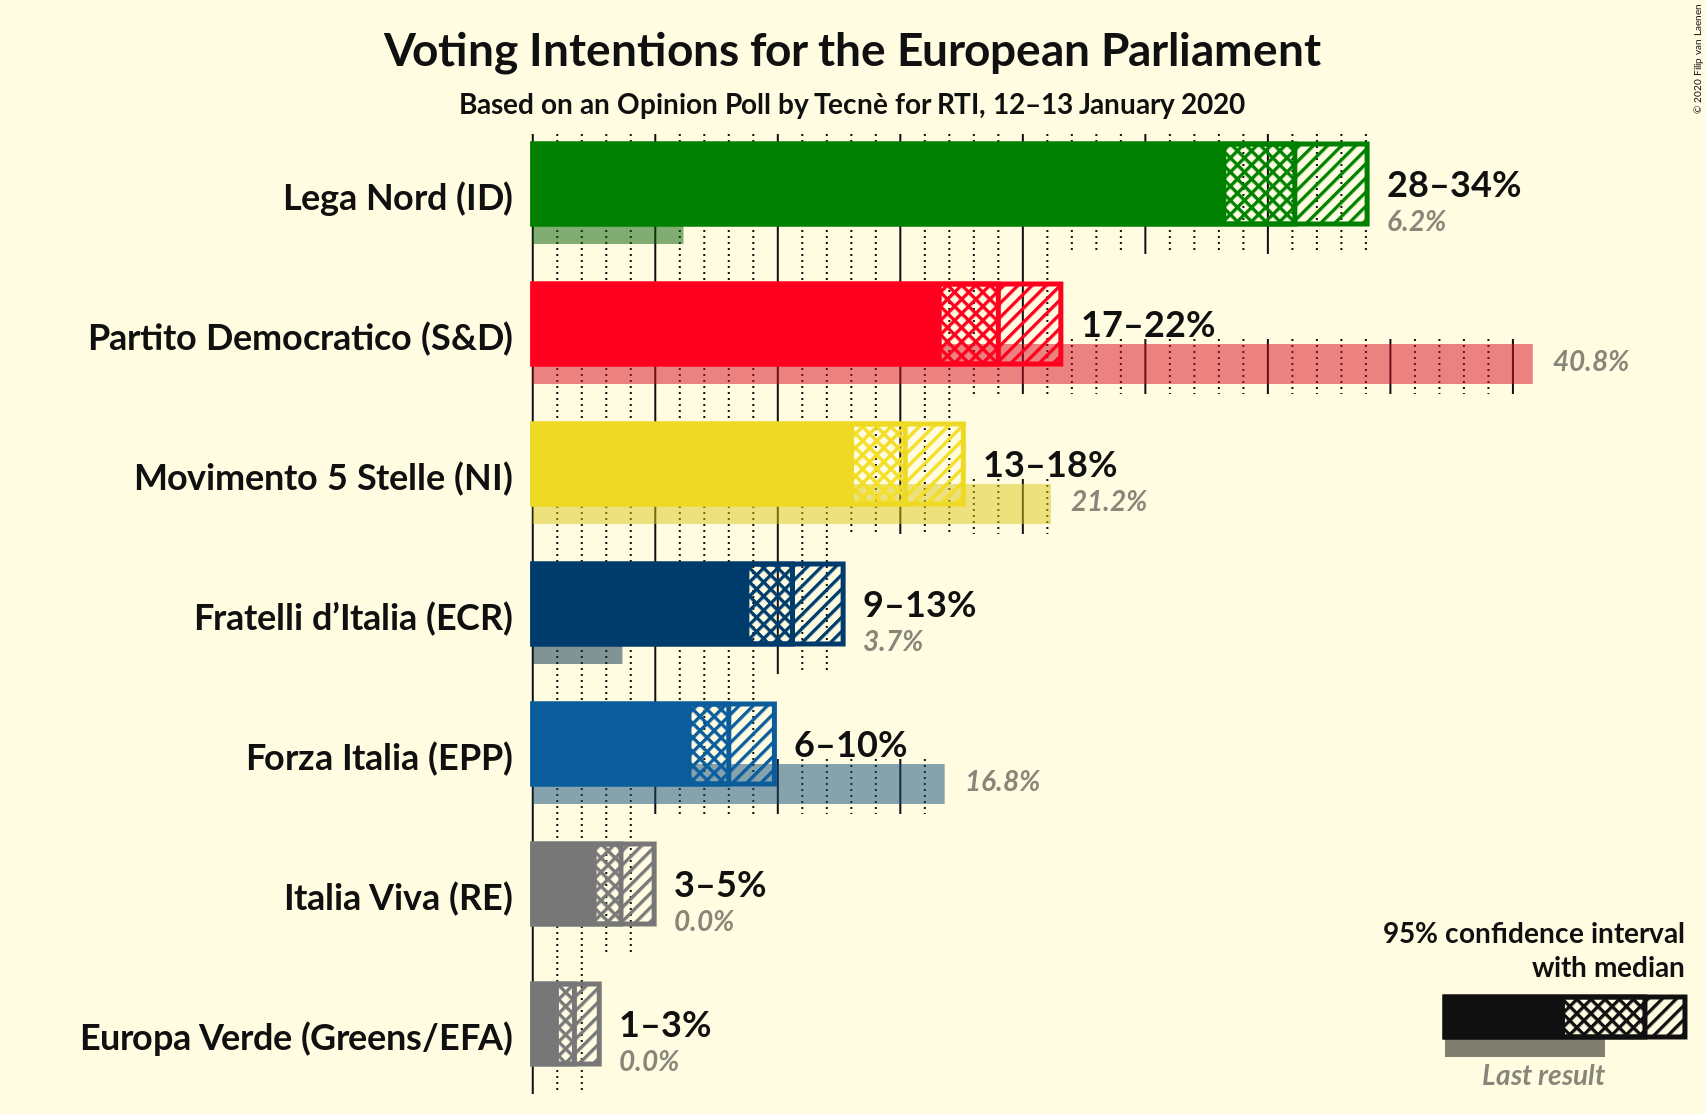 Voting Intentions for the European Parliament
Based on an Opinion Poll by Tecnè for RTI, 12–13 January 2020
© 2020 Filip van Laenen
Lega Nord (ID)
28–34%
6.2%
Partito Democratico (S&D)
17–22%
40.8%
Movimento 5 Stelle (NI)
13–18%
21.2%
Fratelli d’Italia (ECR)
9–13%
3.7%
Forza Italia (EPP)
6–10%
16.8%
Italia Viva (RE)
3–5%
0.0%
Europa Verde (Greens/EFA)
1–3%
0.0%
95% confidence interval
with median
Last result